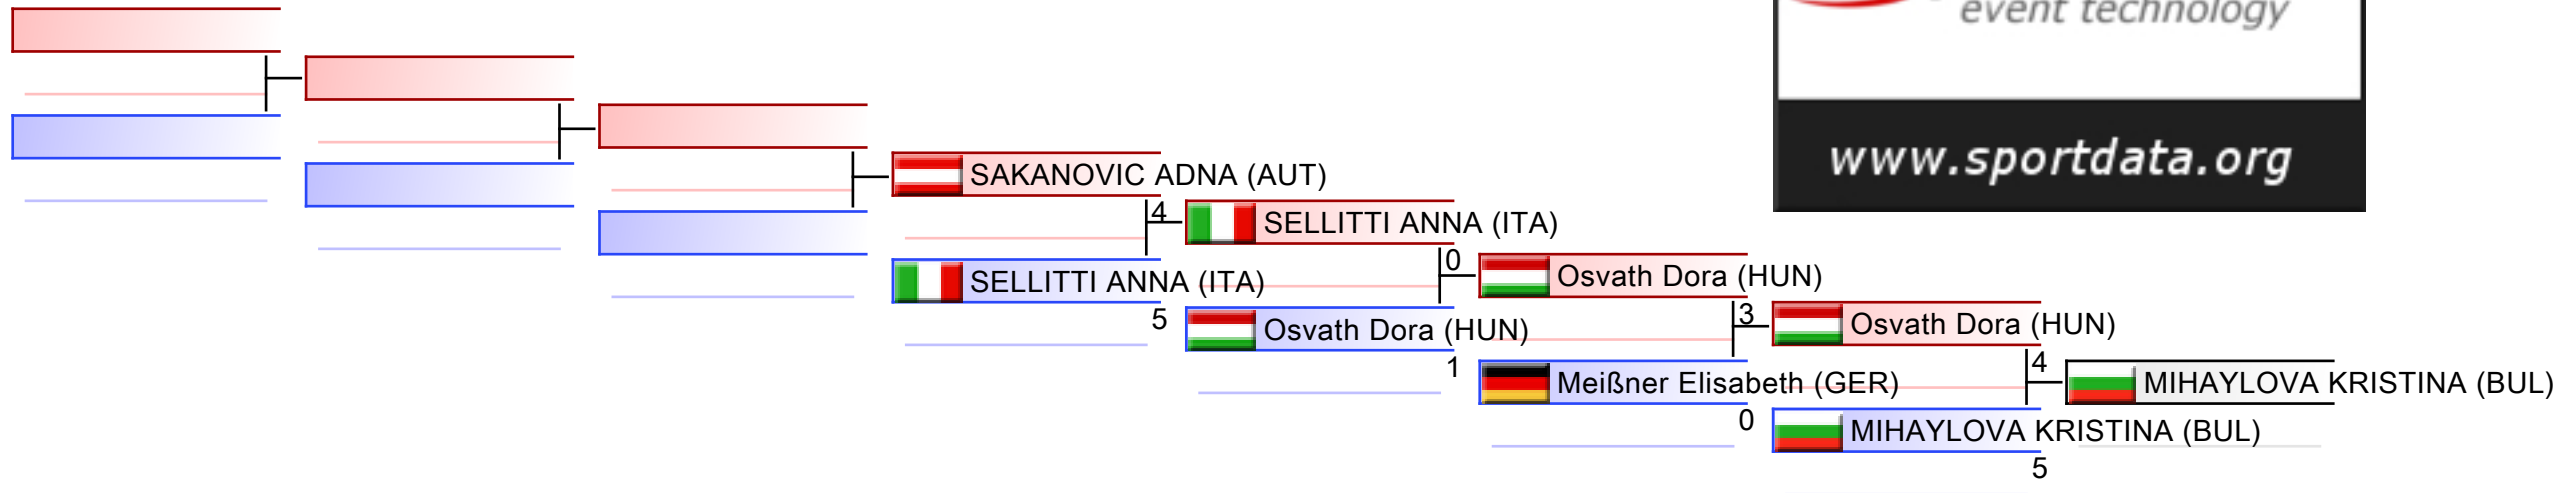 event technology
www.sportdata.org
SAKANOVIC ADNA (AUT)
4
SELLITTI ANNA (ITA)
SELLITTI ANNA (ITA)
5
0
Osvath Dora (HUN)
Osvath Dora (HUN)
1
3
Osvath Dora (HUN)
Meißner Elisabeth (GER)
0
4
MIHAYLOVA KRISTINA (BUL)
MIHAYLOVA KRISTINA (BUL)
5